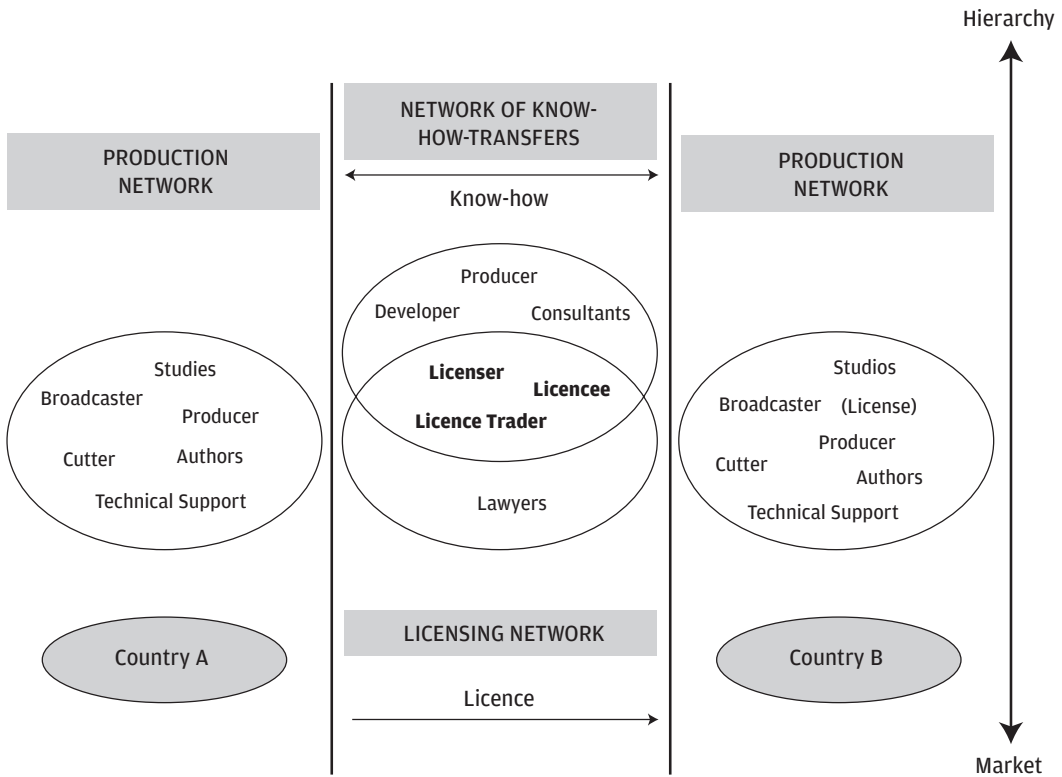 Hierarchy
NETWORK OF KNOW-
HOW-TRANSFERS
PRODUCTION
NETWORK
PRODUCTION
NETWORK
Know-how
Producer
Developer
Consultants
Licenser
Licencee
Licence Trader
Lawyers
Studies
Broadcaster
Producer
Cutter
Authors
Technical Support
Studios
Broadcaster
(License)
Producer
Cutter
Authors
Technical Support
Country A
LICENSING NETWORK
Country B
Licence
Market